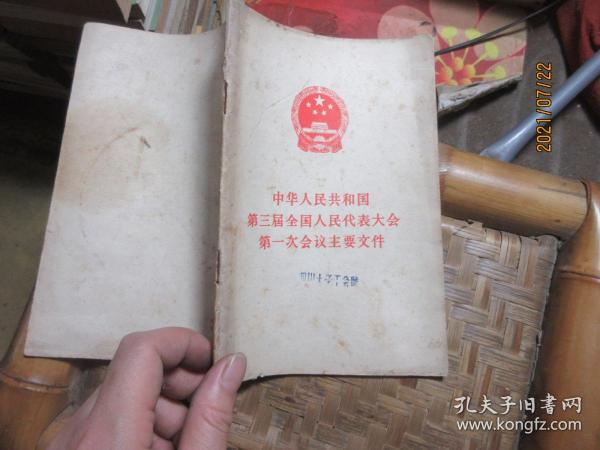 中华人民共和国
第三届全国人民代表大会
第一次会议主要文件
2021/07/22
孔夫子旧书网
www.kongfz.com